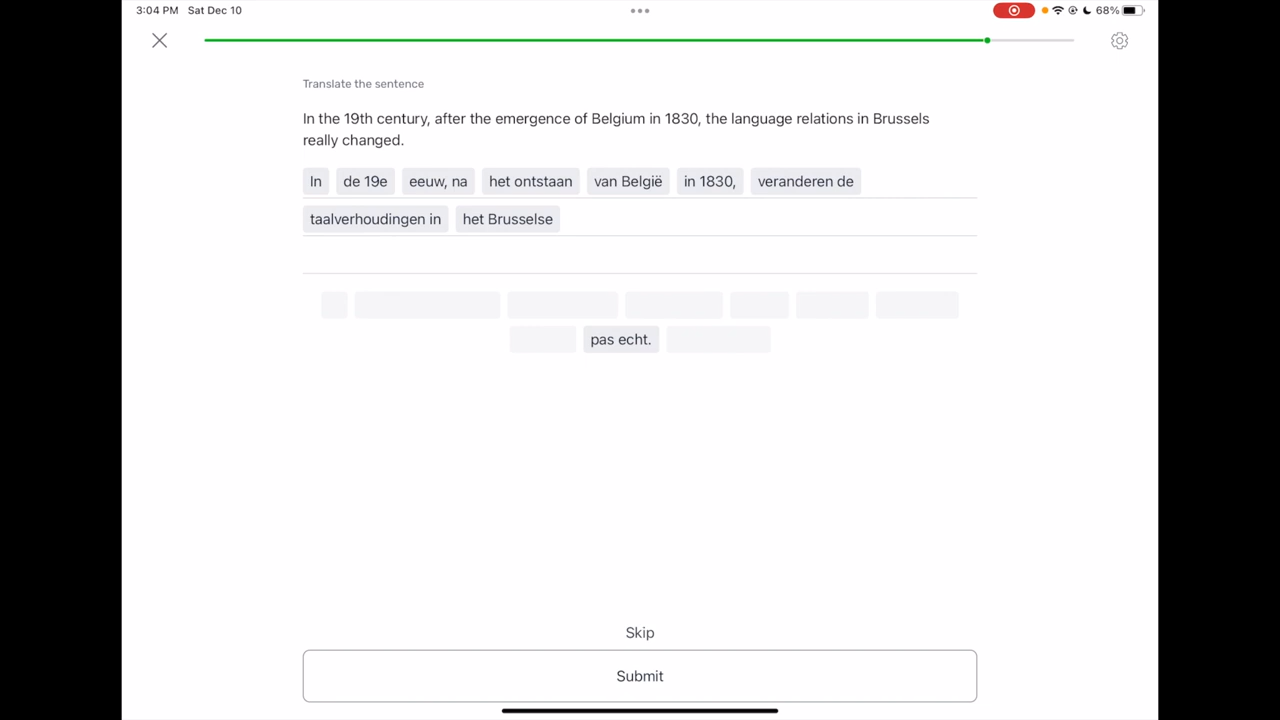 3:04 PM Sat Dec 10
68%
Translate the sentence
In the 19th century, after the emergence of Belgium in 1830, the language relations in Brussels
really changed.
In de 19e eeuw, na het ontstaan van België in 1830, veranderen de
taalverhoudingen in het Brusselse
pas echt.
Skip
Submit